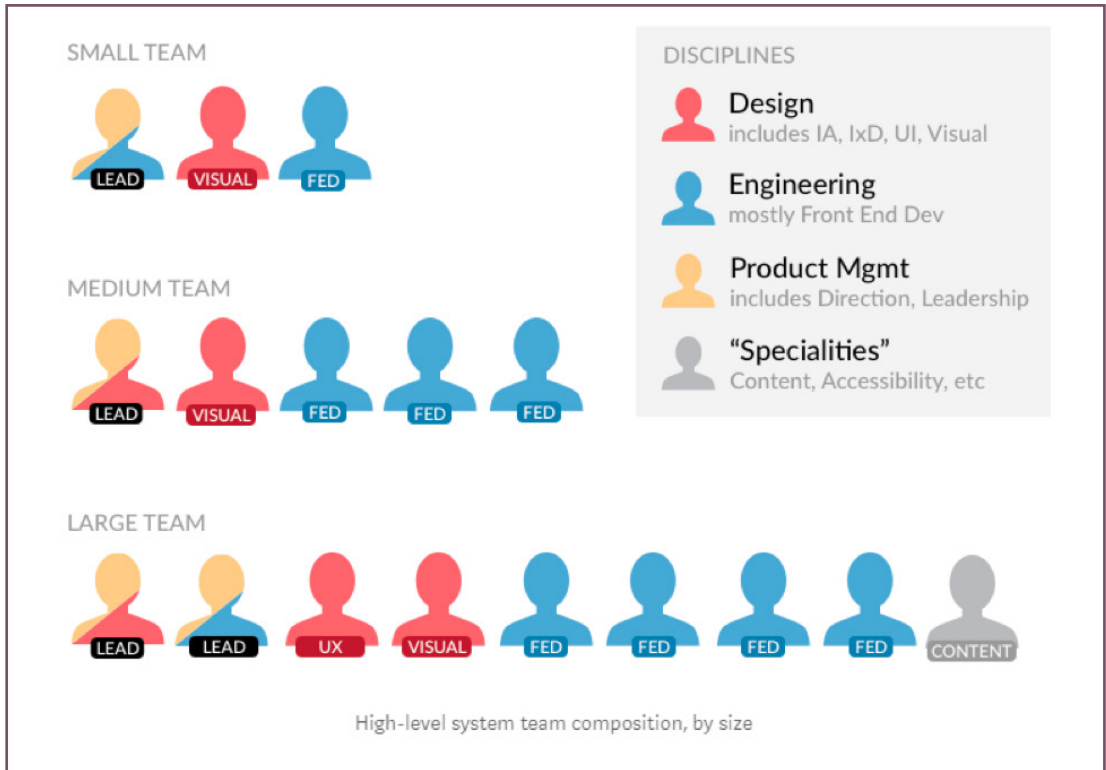 SMALL TEAM
LEAD
VISUAL
FED
DISCIPLINES
Design
includes IA, IxD, UI, Visual
Engineering
mostly Front End Dev
Product Mgmt
includes Direction, Leadership
“Specialities”
Content, Accessibility, etc
MEDIUM TEAM
LEAD
VISUAL
FED
FED
FED
LARGE TEAM
LEAD
LEAD
UX
VISUAL
FED
FED
FED
FED
CONTENT
High-level system team composition, by size